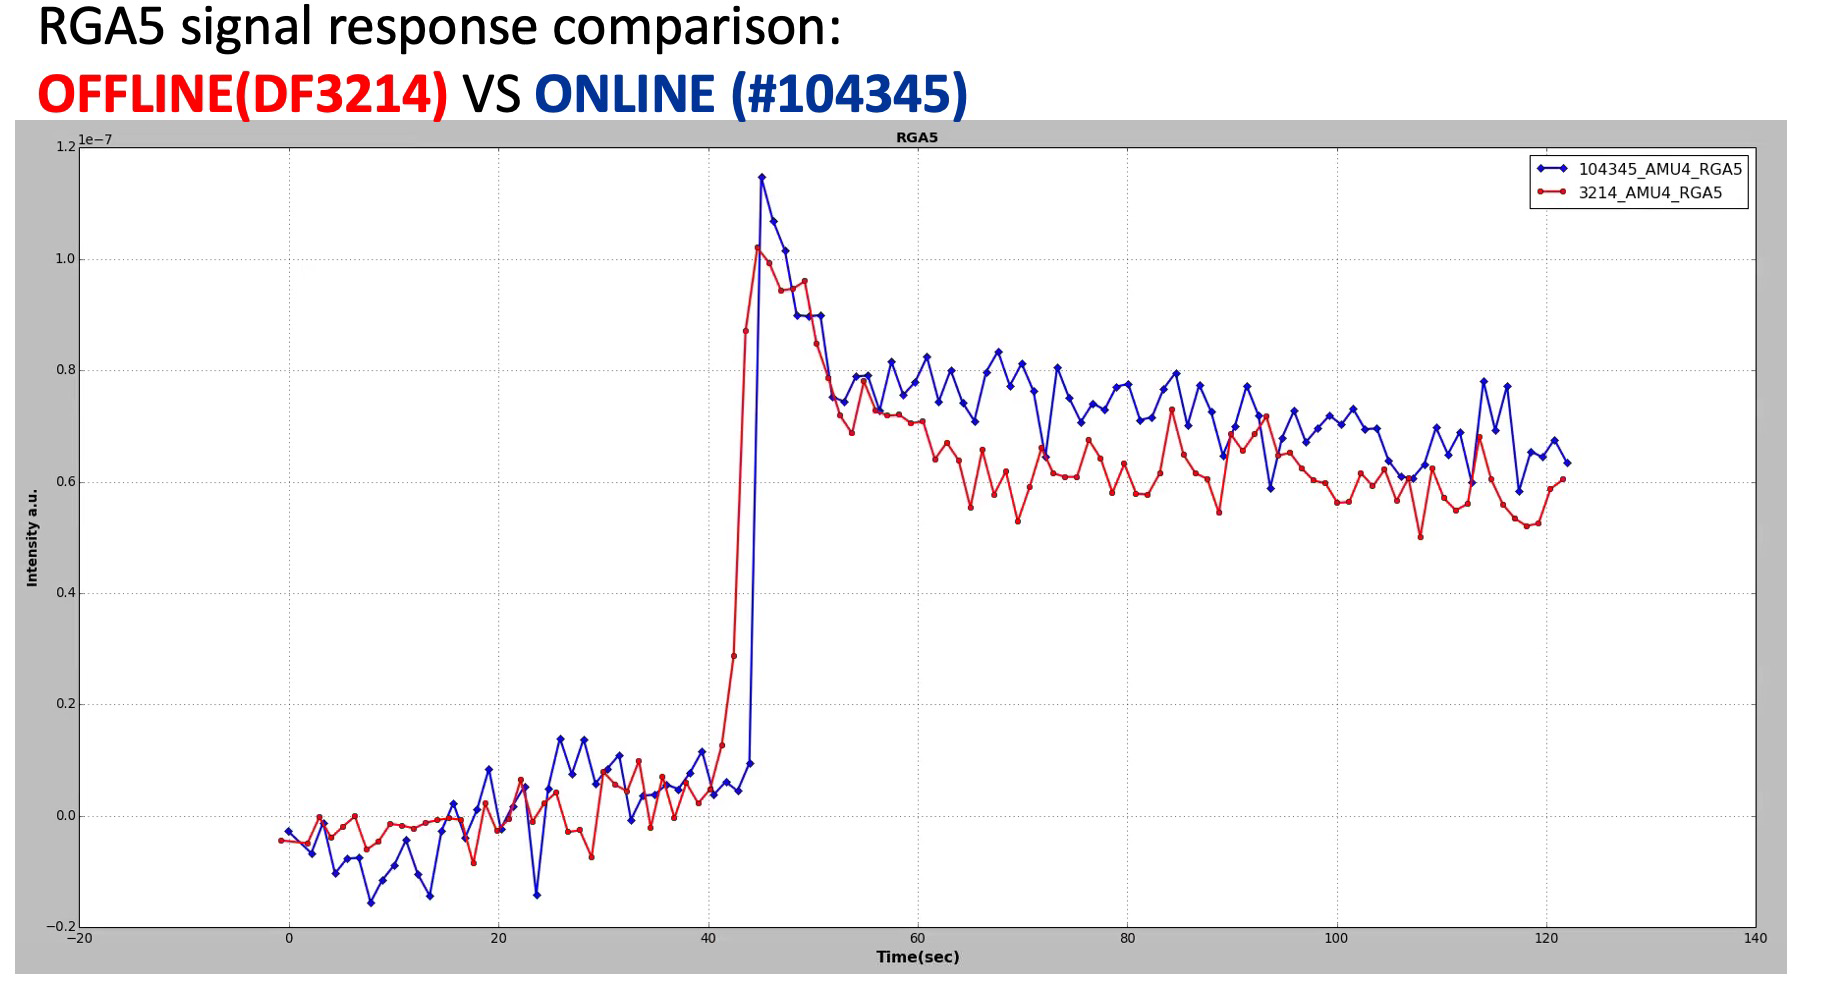 RGA5 signal response comparison:
OFFLINE(DF3214) VS ONLINE (#104345)
1e−7
RGA5
104345_AMU4_RGA5
3214_AMU4_RGA5
1.2
1.0
0.8
0.6
0.4
0.2
0.0
−0.2
Intensity a.u.
−20 0 20 40 60 80 100 120 140
Time(sec)